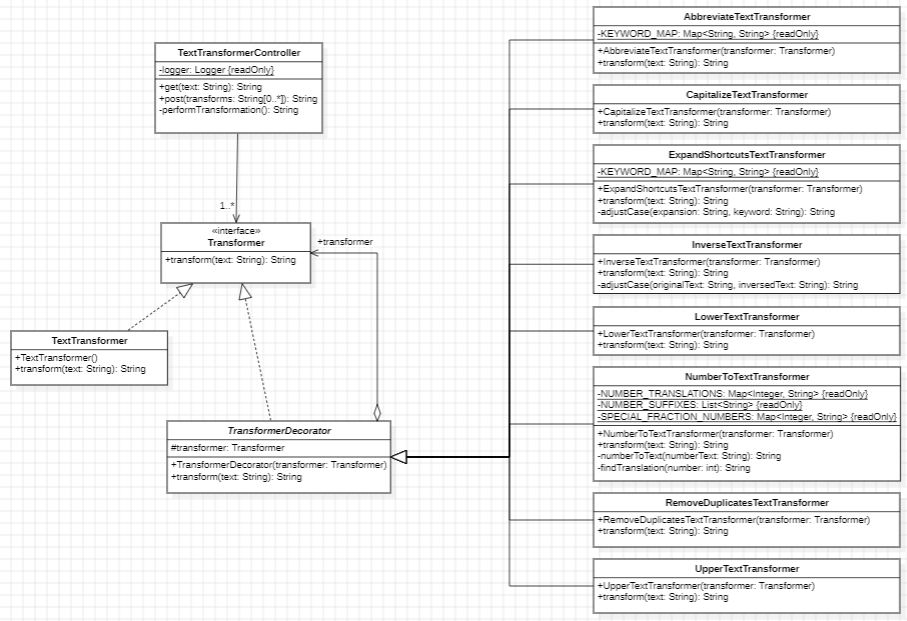 TextTransformerController
-logger: Logger {readOnly}
+get(text: String): String
+post(transforms: String[0..*]): String
-performTransformation(): String
1..*
«interface»
Transformer
+transform(text: String): String
+transformer
TextTransformer
+TextTransformer()
+transform(text: String): String
TransformerDecorator
#transformer: Transformer
+TransformerDecorator(transformer: Transformer)
+transform(text: String): String
AbbreviateTextTransformer
-KEYWORD_MAP: Map<String, String> {readOnly}
+AbbreviateTextTransformer(transformer: Transformer)
+transform(text: String): String
CapitalizeTextTransformer
+CapitalizeTextTransformer(transformer: Transformer)
+transform(text: String): String
ExpandShortcutsTextTransformer
-KEYWORD_MAP: Map<String, String> {readOnly}
+ExpandShortcutsTextTransformer(transformer: Transformer)
+transform(text: String): String
-adjustCase(expansion: String, keyword: String): String
InverseTextTransformer
+InverseTextTransformer(transformer: Transformer)
+transform(text: String): String
-adjustCase(originalText: String, inversedText: String): String
LowerTextTransformer
+LowerTextTransformer(transformer: Transformer)
+transform(text: String): String
NumberToTextTransformer
-NUMBER_TRANSLATIONS: Map<Integer, String> {readOnly}
-NUMBER_SUFFIXES: List<String> {readOnly}
-SPECIAL_FRACTION_NUMBERS: Map<Integer, String> {readOnly}
+NumberToTextTransformer(transformer: Transformer)
+transform(text: String): String
-numberToText(numberText: String): String
-findTranslation(number: int): String
RemoveDuplicatesTextTransformer
+RemoveDuplicatesTextTransformer(transformer: Transformer)
+transform(text: String): String
UpperTextTransformer
+UpperTextTransformer(transformer: Transformer)
+transform(text: String): String